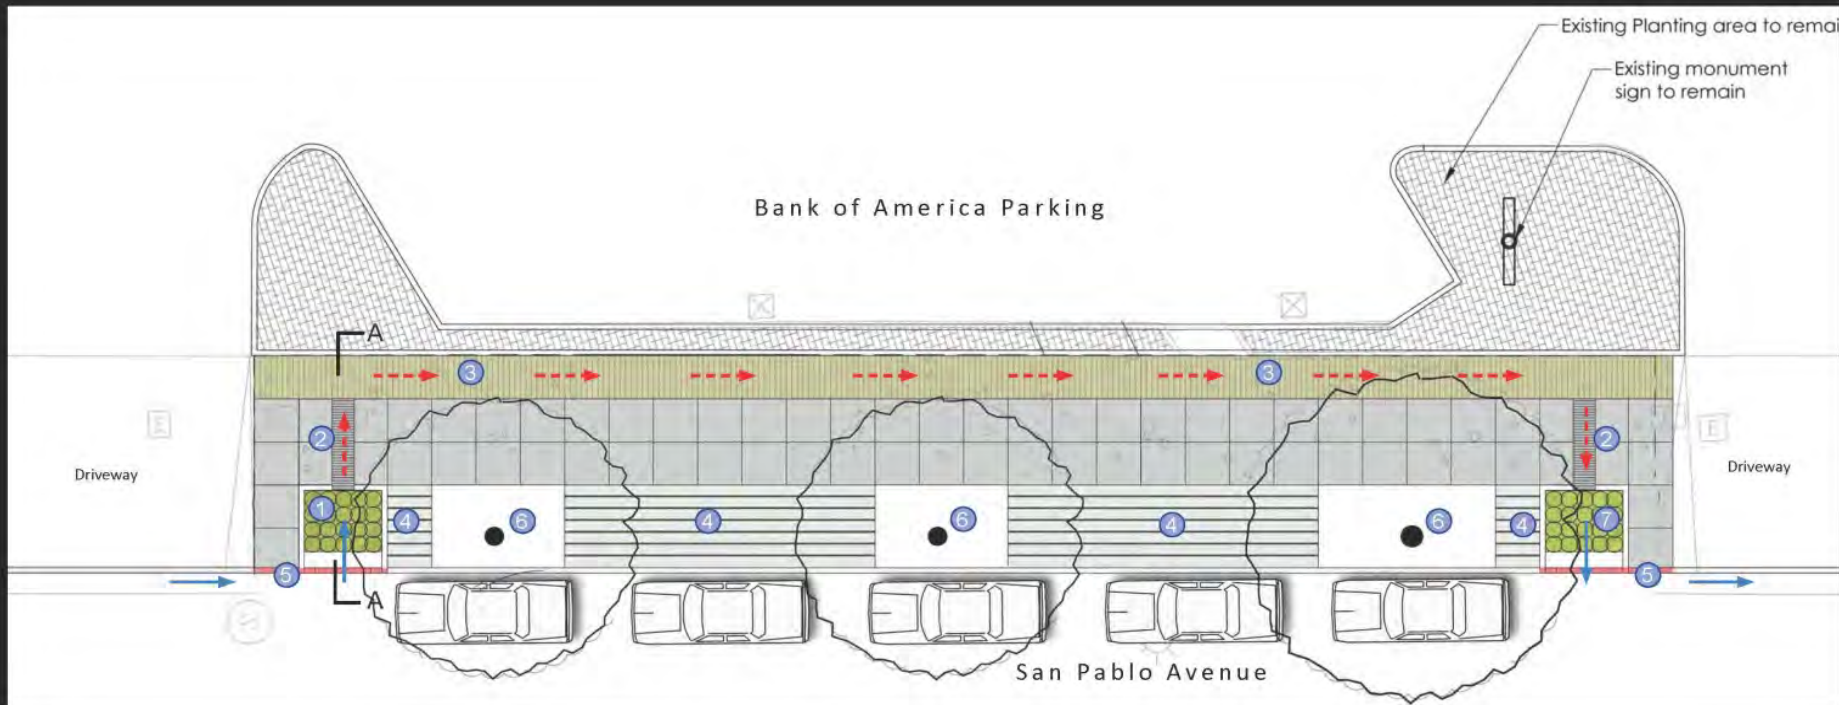 Existing Planting area to remai
Existing monument
sign to remain
Bank of America Parking
A
3
3
2
2
Driveway
Driveway
1
4
6
4
6
4
6
4
7
5
5
A
San Pablo Avenue
E